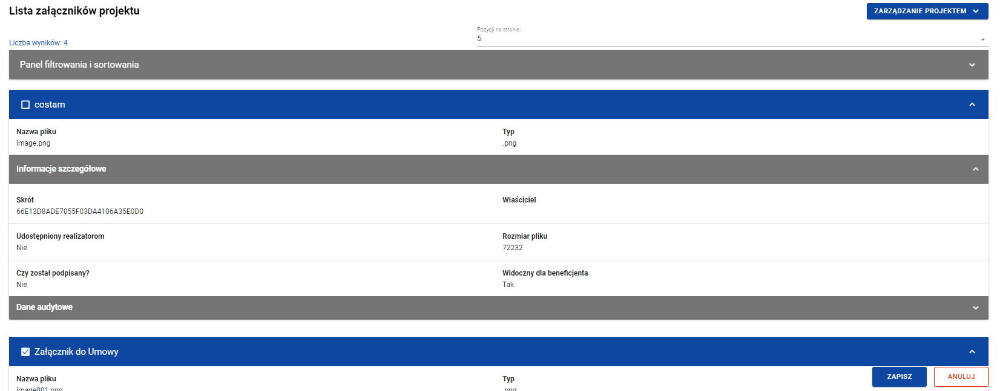 Lista załączników projektu
ZARZĄDZANIE PROJEKTEM
Pozycji na stronie:
5
Liczba wyników: 4
Panel filtrowania i sortowania
costam
Nazwa pliku
Typ
image.png
.png
Informacje szczegółowe
Skrót
Właściciel
66E13D8ADE7055F03DA4106A35E0D0
Udostępniony realizatorom
Rozmiar pliku
Nie
72232
Czy został podpisany?
Widoczny dla beneficjenta
Nie
Tak
Dane audytowe
Załącznik do Umowy
Nazwa pliku
Typ
ZAPISZ
ANULUJ
image001.png
.png